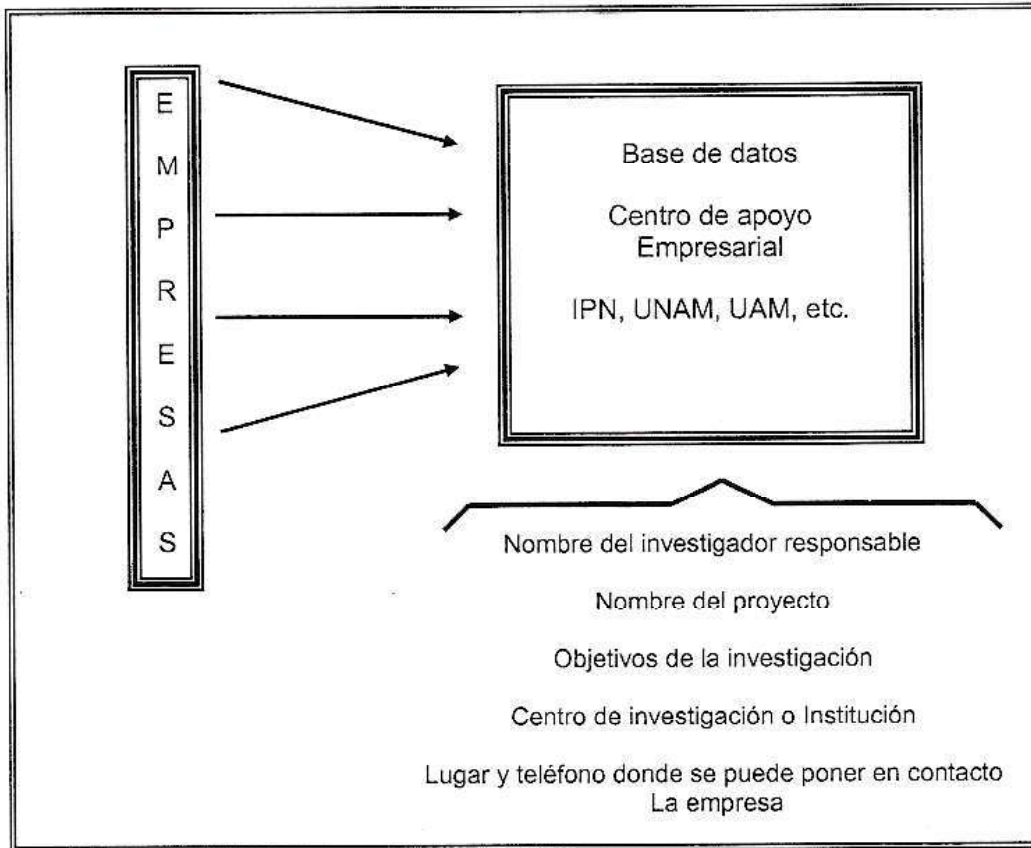 EMPRESAS
Base de datos
Centro de apoyo
Empresarial
IPN, UNAM, UAM, etc.
Nombre del investigador responsable
Nombre del proyecto
Objetivos de la investigación
Centro de investigación o Institución
Lugar y teléfono donde se puede poner en contacto
La empresa